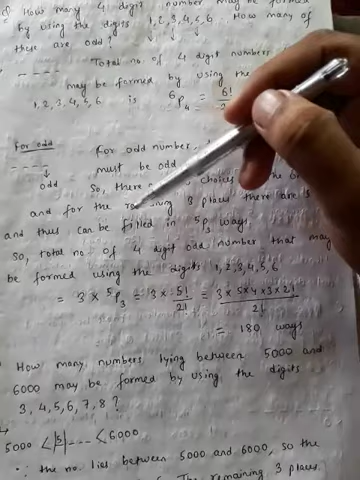 How many 4 digit number may be formed
by using the digits 1,2,3,4,5,6. How many of
these are odd?
Total no. of 4 digit numbers
may be formed by using the
1,2,3,4,5,6 is ⁶P₄ = 6!
For odd
For odd number,
must be odd
odd So, there choices
and for the 3 places there are 5
and thus can be filled in ⁵P₃ ways.
So, total no. of 4 digit odd number that may
be formed using the digits 1,2,3,4,5,6
= 3 × ⁵P₃ = 3 × 5!/2! = 3×5×4×3×2!/2!
= 180 ways
How many numbers lying between 5000 and
6000 may be formed by using the digits
3,4,5,6,7,8?
5000 < |5| - - - < 6000
∵ the no. lies between 5000 and 6000, so the
The remaining 3 places